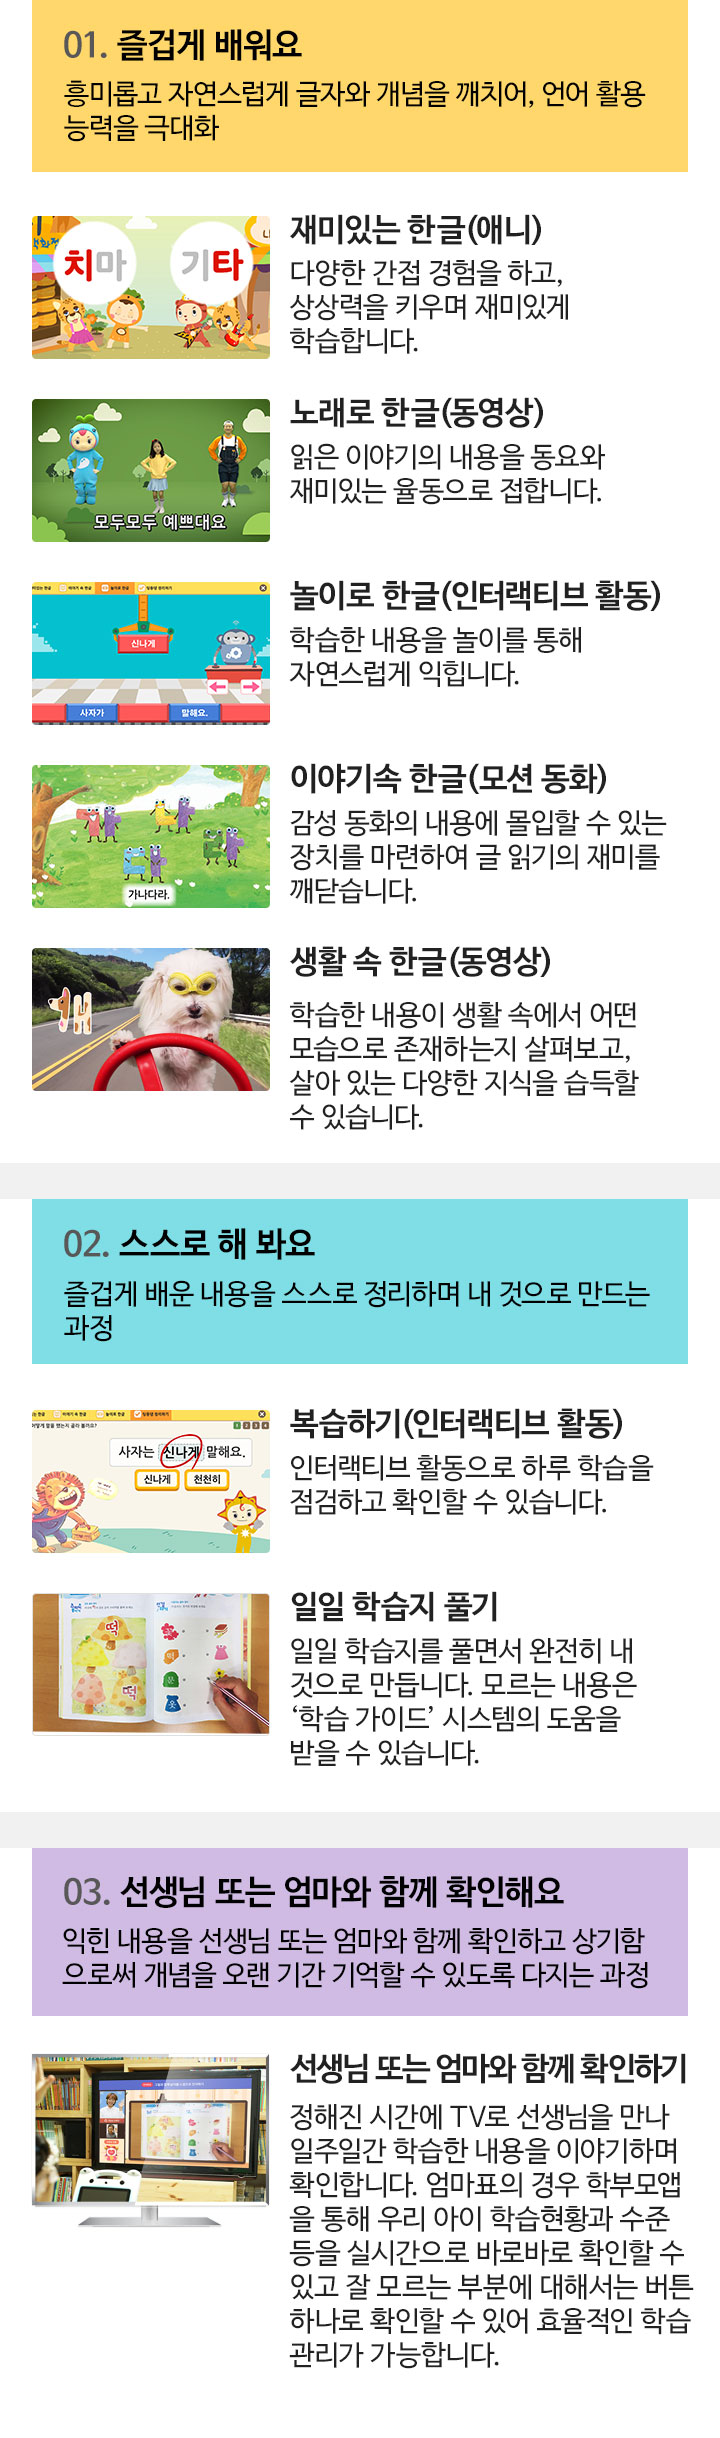 01. 즐겁게 배워요
흥미롭고 자연스럽게 글자와 개념을 깨치어, 언어 활용
능력을 극대화
치마 기타
재미있는 한글(애니)
다양한 간접 경험을 하고,
상상력을 키우며 재미있게
학습합니다.
모두모두 예쁘대요
노래로 한글(동영상)
읽은 이야기의 내용을 동요와
재미있는 율동으로 접합니다.
이야기 속 한글 놀이로 한글
신나게
사자가 말해요.
놀이로 한글(인터랙티브 활동)
학습한 내용을 놀이를 통해
자연스럽게 익힙니다.
가나다라.
이야기속 한글(모션 동화)
감성 동화의 내용에 몰입할 수 있는
장치를 마련하여 글 읽기의 재미를
깨닫습니다.
생활 속 한글(동영상)
학습한 내용이 생활 속에서 어떤
모습으로 존재하는지 살펴보고,
살아 있는 다양한 지식을 습득할
수 있습니다.
02. 스스로 해 봐요
즐겁게 배운 내용을 스스로 정리하며 내 것으로 만드는
과정
이야기 속 한글 놀이로 한글
1 2 3 4
사자는 신나게 말해요.
신나게 천천히
복습하기(인터랙티브 활동)
인터랙티브 활동으로 하루 학습을
점검하고 확인할 수 있습니다.
떡
떡
일일 학습지 풀기
일일 학습지를 풀면서 완전히 내
것으로 만듭니다. 모르는 내용은
‘학습 가이드’ 시스템의 도움을
받을 수 있습니다.
03. 선생님 또는 엄마와 함께 확인해요
익힌 내용을 선생님 또는 엄마와 함께 확인하고 상기함
으로써 개념을 오랜 기간 기억할 수 있도록 다지는 과정
선생님 또는 엄마와 함께 확인하기
정해진 시간에 TV로 선생님을 만나
일주일간 학습한 내용을 이야기하며
확인합니다. 엄마표의 경우 학부모앱
을 통해 우리 아이 학습현황과 수준
등을 실시간으로 바로바로 확인할 수
있고 잘 모르는 부분에 대해서는 버튼
하나로 확인할 수 있어 효율적인 학습
관리가 가능합니다.